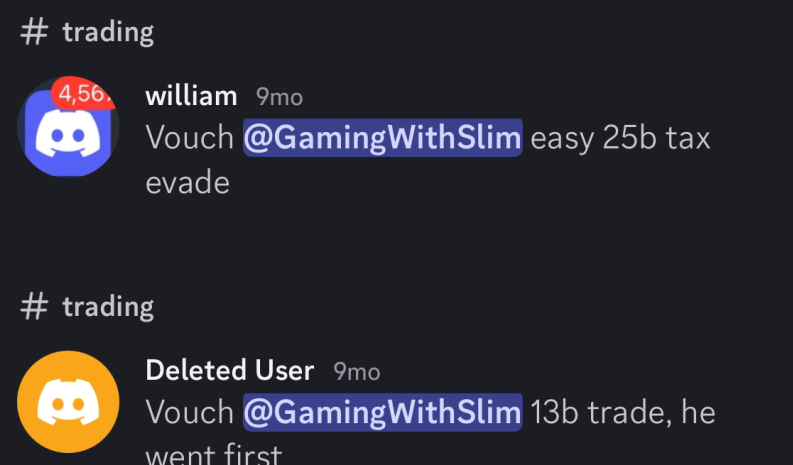 # trading
4,56
william 9mo
Vouch @GamingWithSlim easy 25b tax
evade
# trading
Deleted User 9mo
Vouch @GamingWithSlim 13b trade, he
went first